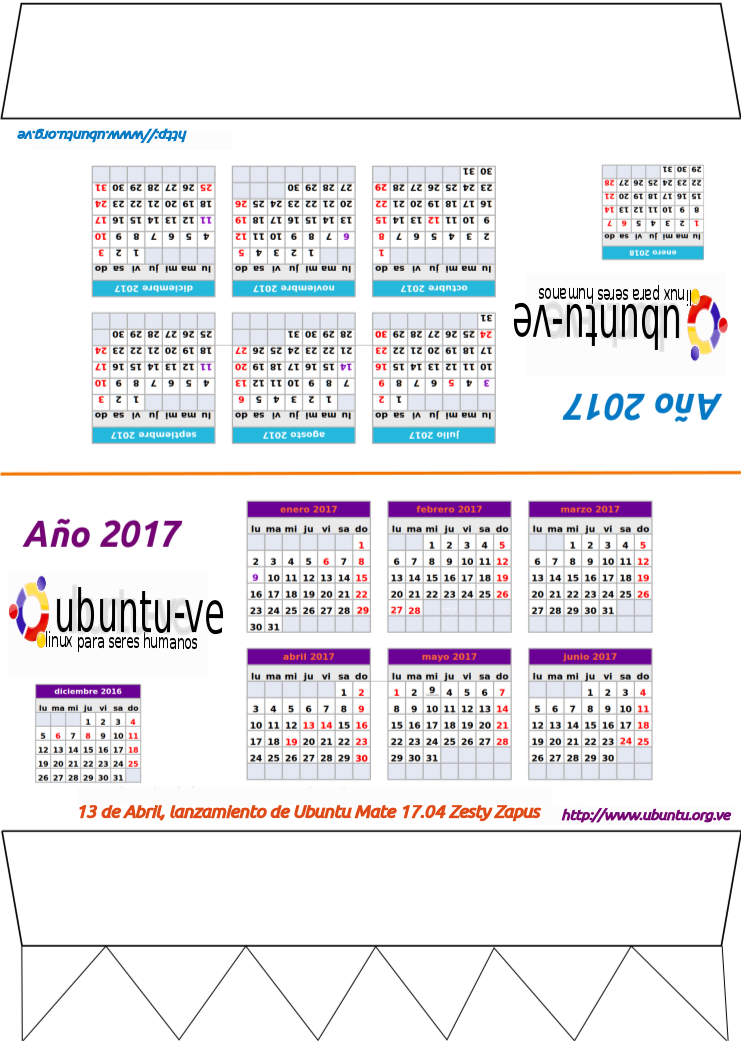 Año 2017
ubuntu-ve
linux para seres humanos
julio 2017
lu ma mi ju vi sa do
1 2
3 4 5 6 7 8 9
10 11 12 13 14 15 16
17 18 19 20 21 22 23
24 25 26 27 28 29 30
31
agosto 2017
lu ma mi ju vi sa do
1 2 3 4 5 6
7 8 9 10 11 12 13
14 15 16 17 18 19 20
21 22 23 24 25 26 27
28 29 30 31
septiembre 2017
lu ma mi ju vi sa do
1 2 3
4 5 6 7 8 9 10
11 12 13 14 15 16 17
18 19 20 21 22 23 24
25 26 27 28 29 30
enero 2018
lu ma mi ju vi sa do
1 2 3 4 5 6 7
8 9 10 11 12 13 14
15 16 17 18 19 20 21
22 23 24 25 26 27 28
29 30 31
octubre 2017
lu ma mi ju vi sa do
1
2 3 4 5 6 7 8
9 10 11 12 13 14 15
16 17 18 19 20 21 22
23 24 25 26 27 28 29
30 31
noviembre 2017
lu ma mi ju vi sa do
1 2 3 4 5
6 7 8 9 10 11 12
13 14 15 16 17 18 19
20 21 22 23 24 25 26
27 28 29 30
diciembre 2017
lu ma mi ju vi sa do
1 2 3
4 5 6 7 8 9 10
11 12 13 14 15 16 17
18 19 20 21 22 23 24
25 26 27 28 29 30 31
http://www.ubuntu.org.ve
Año 2017
ubuntu-ve
linux para seres humanos
diciembre 2016
lu ma mi ju vi sa do
1 2 3 4
5 6 7 8 9 10 11
12 13 14 15 16 17 18
19 20 21 22 23 24 25
26 27 28 29 30 31
enero 2017
lu ma mi ju vi sa do
1
2 3 4 5 6 7 8
9 10 11 12 13 14 15
16 17 18 19 20 21 22
23 24 25 26 27 28 29
30 31
febrero 2017
lu ma mi ju vi sa do
1 2 3 4 5
6 7 8 9 10 11 12
13 14 15 16 17 18 19
20 21 22 23 24 25 26
27 28
marzo 2017
lu ma mi ju vi sa do
1 2 3 4 5
6 7 8 9 10 11 12
13 14 15 16 17 18 19
20 21 22 23 24 25 26
27 28 29 30 31
abril 2017
lu ma mi ju vi sa do
1 2
3 4 5 6 7 8 9
10 11 12 13 14 15 16
17 18 19 20 21 22 23
24 25 26 27 28 29 30
mayo 2017
lu ma mi ju vi sa do
1 2 9 4 5 6 7
8 9 10 11 12 13 14
15 16 17 18 19 20 21
22 23 24 25 26 27 28
29 30 31
junio 2017
lu ma mi ju vi sa do
1 2 3 4
5 6 7 8 9 10 11
12 13 14 15 16 17 18
19 20 21 22 23 24 25
26 27 28 29 30
13 de Abril, lanzamiento de Ubuntu Mate 17.04 Zesty Zapus
http://www.ubuntu.org.ve